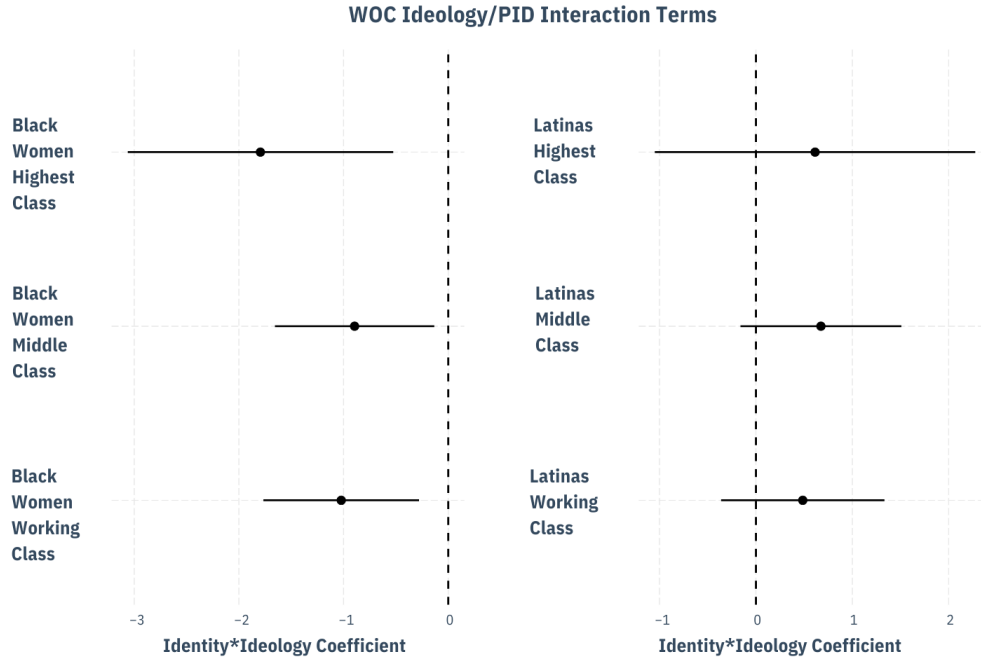 WOC Ideology/PID Interaction Terms
Black
Women
Highest
Class
Black
Women
Middle
Class
Black
Women
Working
Class
−3
−2
−1
0
Identity*Ideology Coefficient
Latinas
Highest
Class
Latinas
Middle
Class
Latinas
Working
Class
−1
0
1
2
Identity*Ideology Coefficient